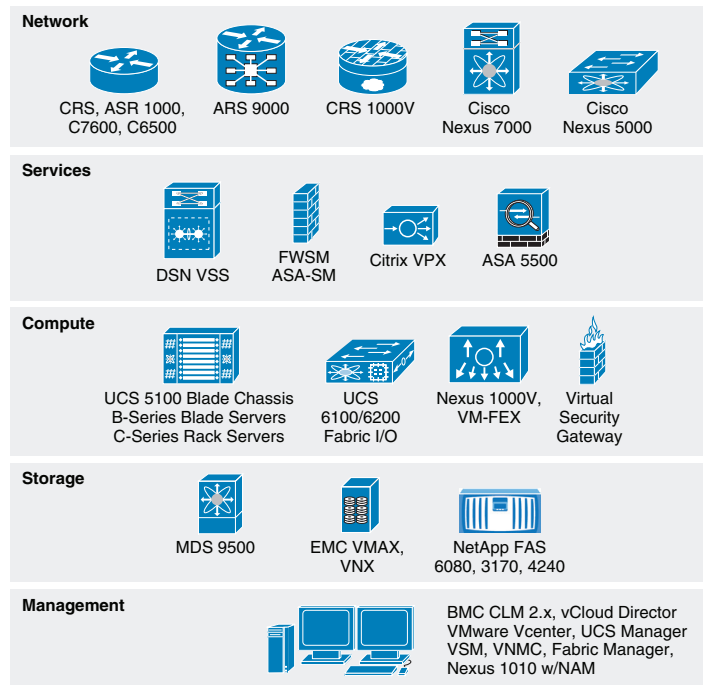 Network
CRS, ASR 1000,
C7600, C6500
ARS 9000
CRS 1000V
Cisco
Nexus 7000
Cisco
Nexus 5000
Services
DSN VSS
FWSM
ASA-SM
Citrix VPX
ASA 5500
Compute
UCS 5100 Blade Chassis
B-Series Blade Servers
C-Series Rack Servers
UCS
6100/6200
Fabric I/O
Nexus 1000V,
VM-FEX
Virtual
Security
Gateway
Storage
MDS 9500
EMC VMAX,
VNX
NetApp FAS
6080, 3170, 4240
Management
BMC CLM 2.x, vCloud Director
VMware Vcenter, UCS Manager
VSM, VNMC, Fabric Manager,
Nexus 1010 w/NAM